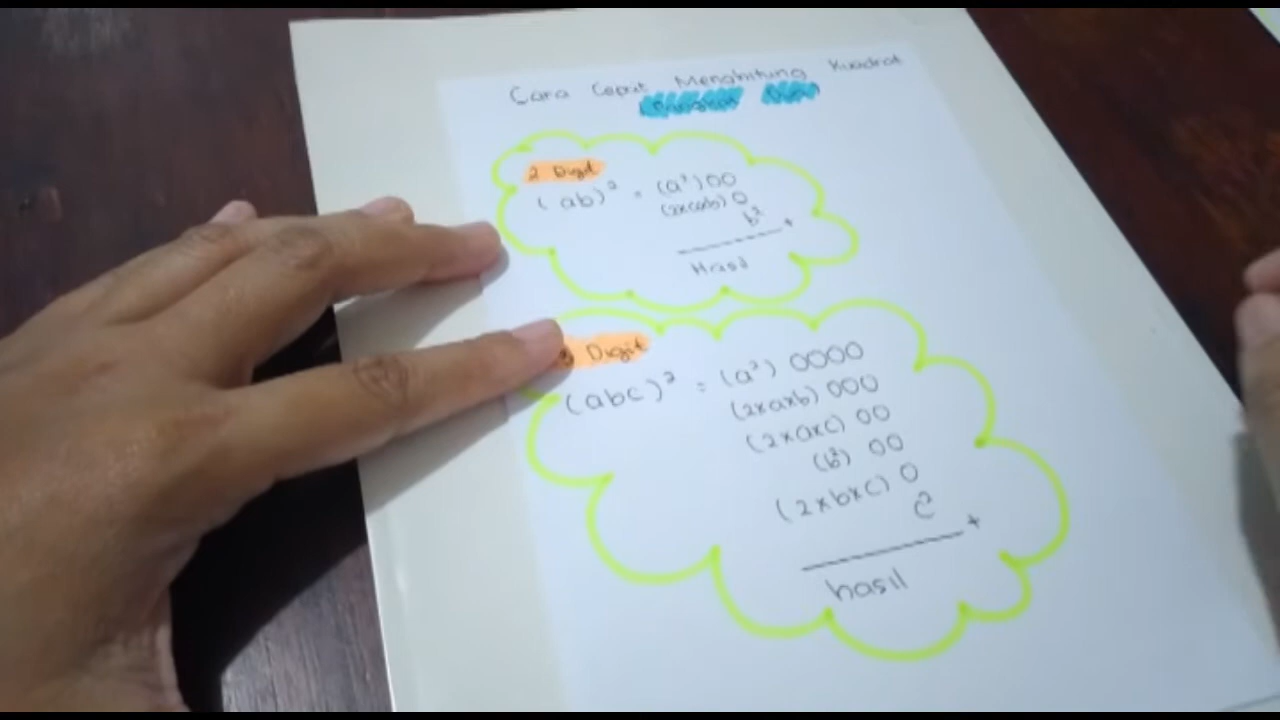 Cara Cepat Menghitung Kuadrat
2 Digit
(ab)² = (a²) 00
(2xaxb) 0
b² +
Hasil
3 Digit
(abc)² = (a²) 0000
(2xaxb) 000
(2xaxc) 00
(b²) 00
(2xbxc) 0
c² +
hasil